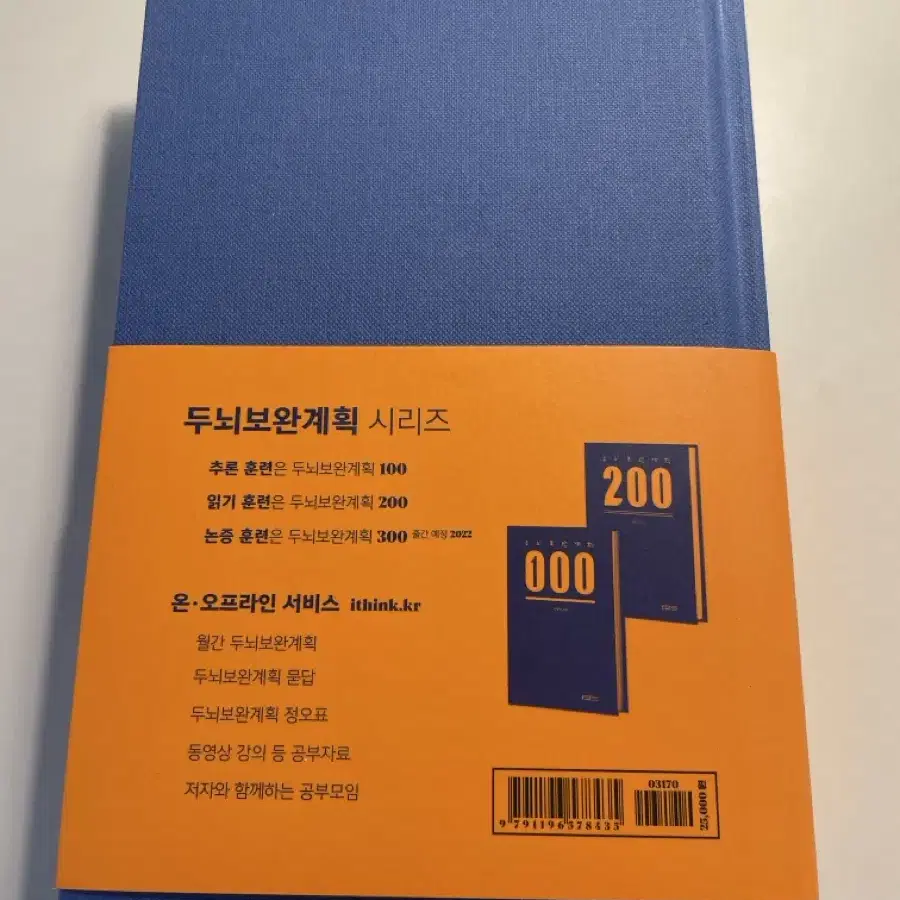 두뇌보완계획 시리즈
추론 훈련은 두뇌보완계획 100
읽기 훈련은 두뇌보완계획 200
논증 훈련은 두뇌보완계획 300 출간 예정 2022
온·오프라인 서비스 ithink.kr
월간 두뇌보완계획
두뇌보완계획 묻답
두뇌보완계획 정오표
동영상 강의 등 공부자료
저자와 함께하는 공부모임
200
100
03170
9 791196 578435
25,000원